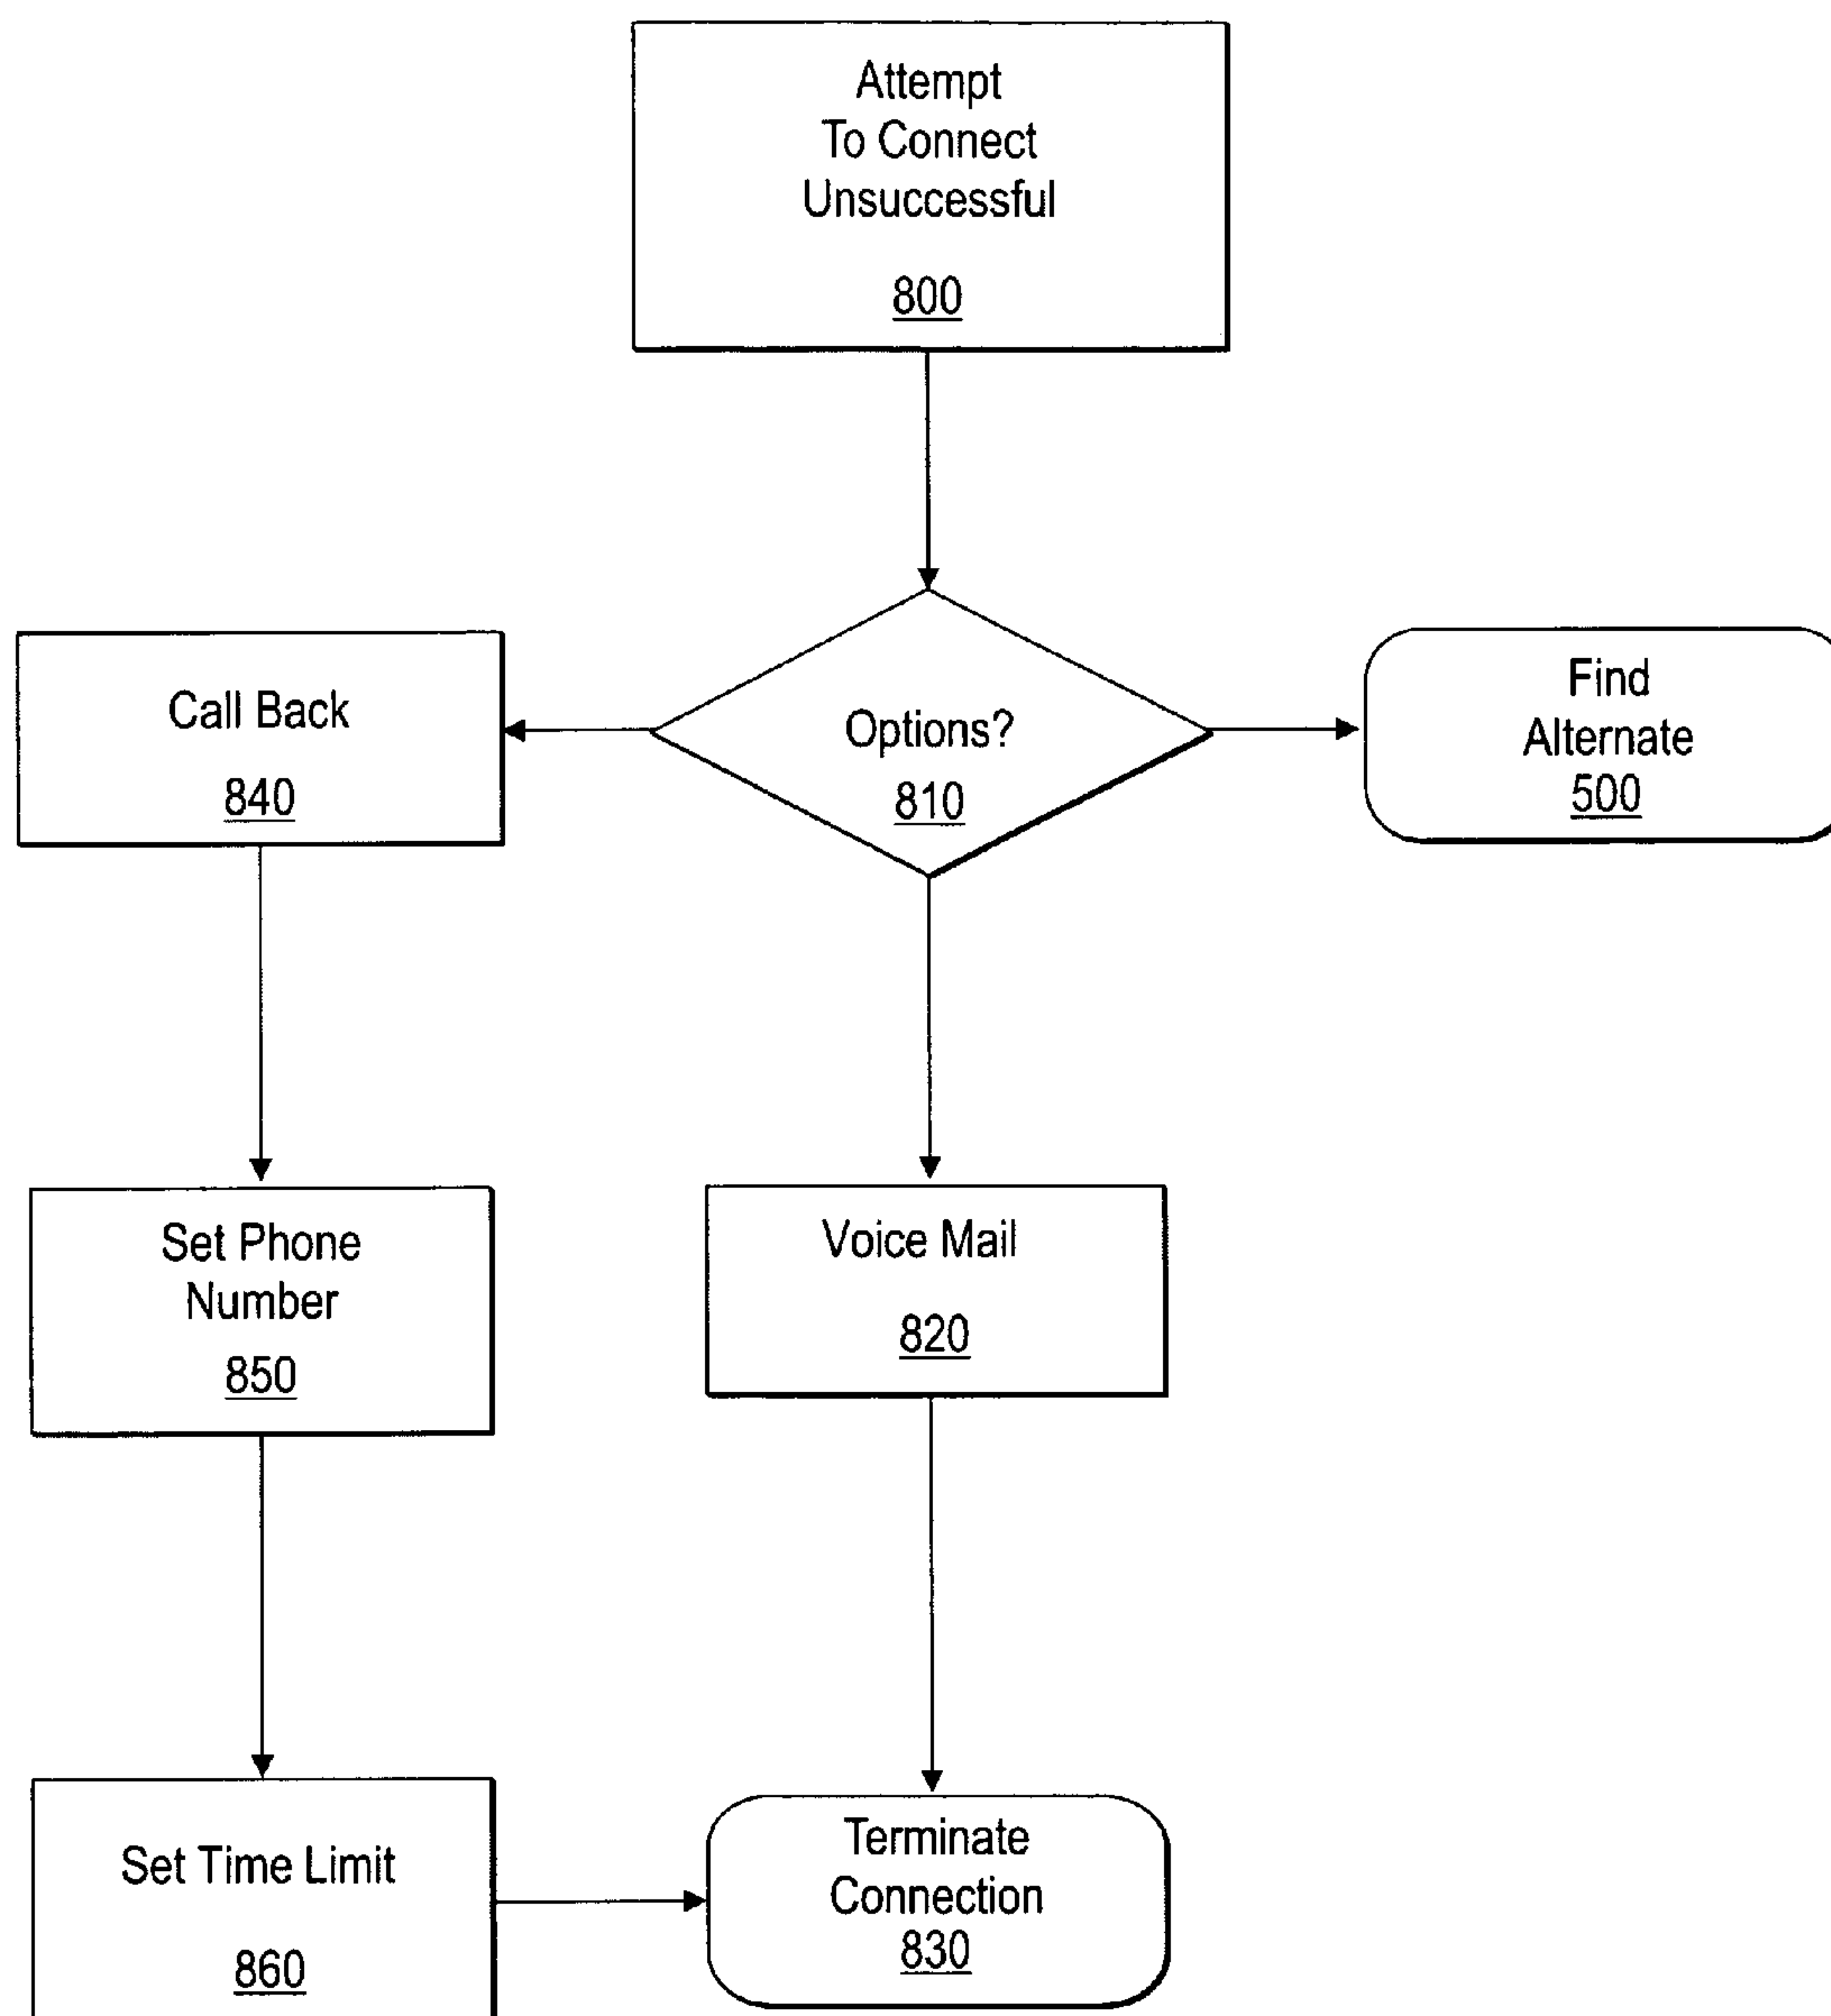 Attempt
To Connect
Unsuccessful
800
Call Back
840
Options?
810
Find
Alternate
500
Set Phone
Number
850
Voice Mail
820
Set Time Limit
860
Terminate
Connection
830